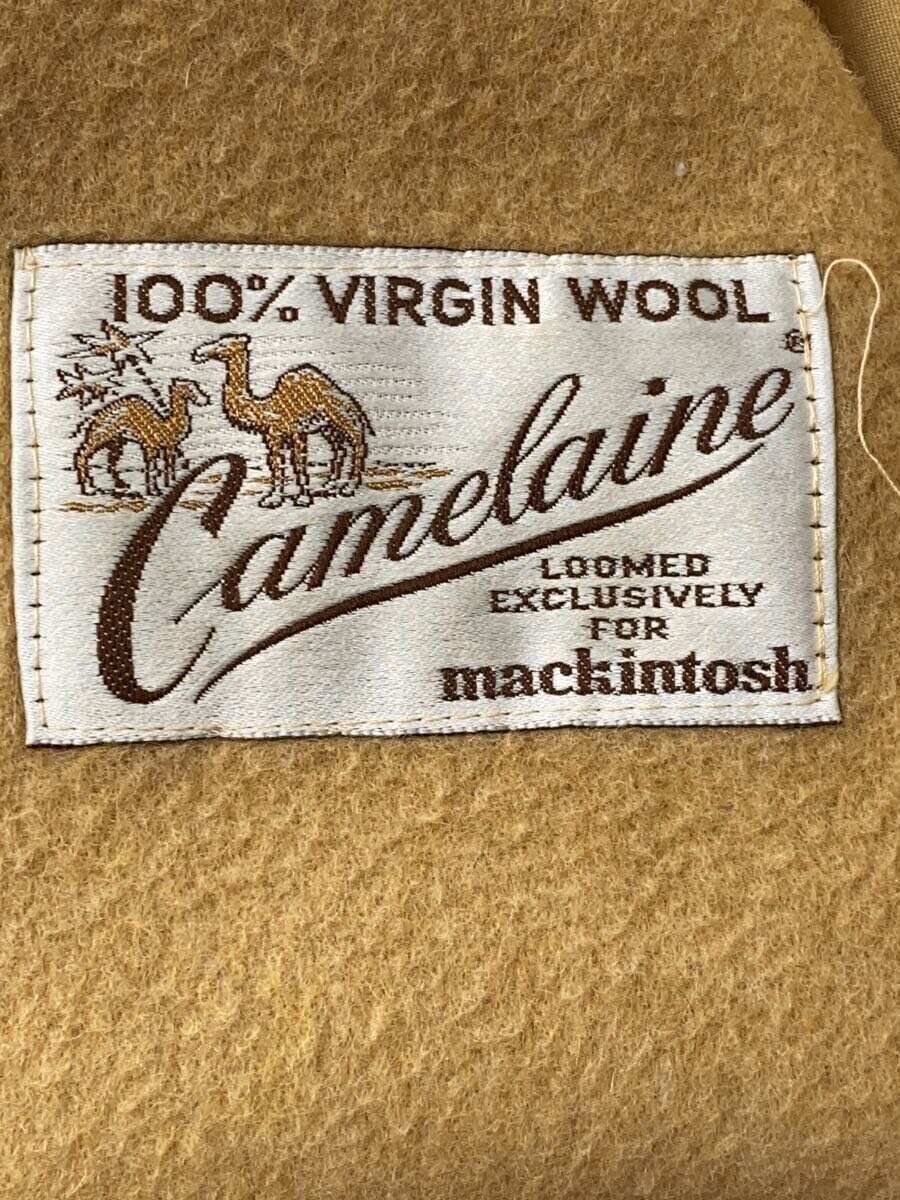 100% VIRGIN WOOL
Camelaine®
LOOMED
EXCLUSIVELY
FOR
mackintosh